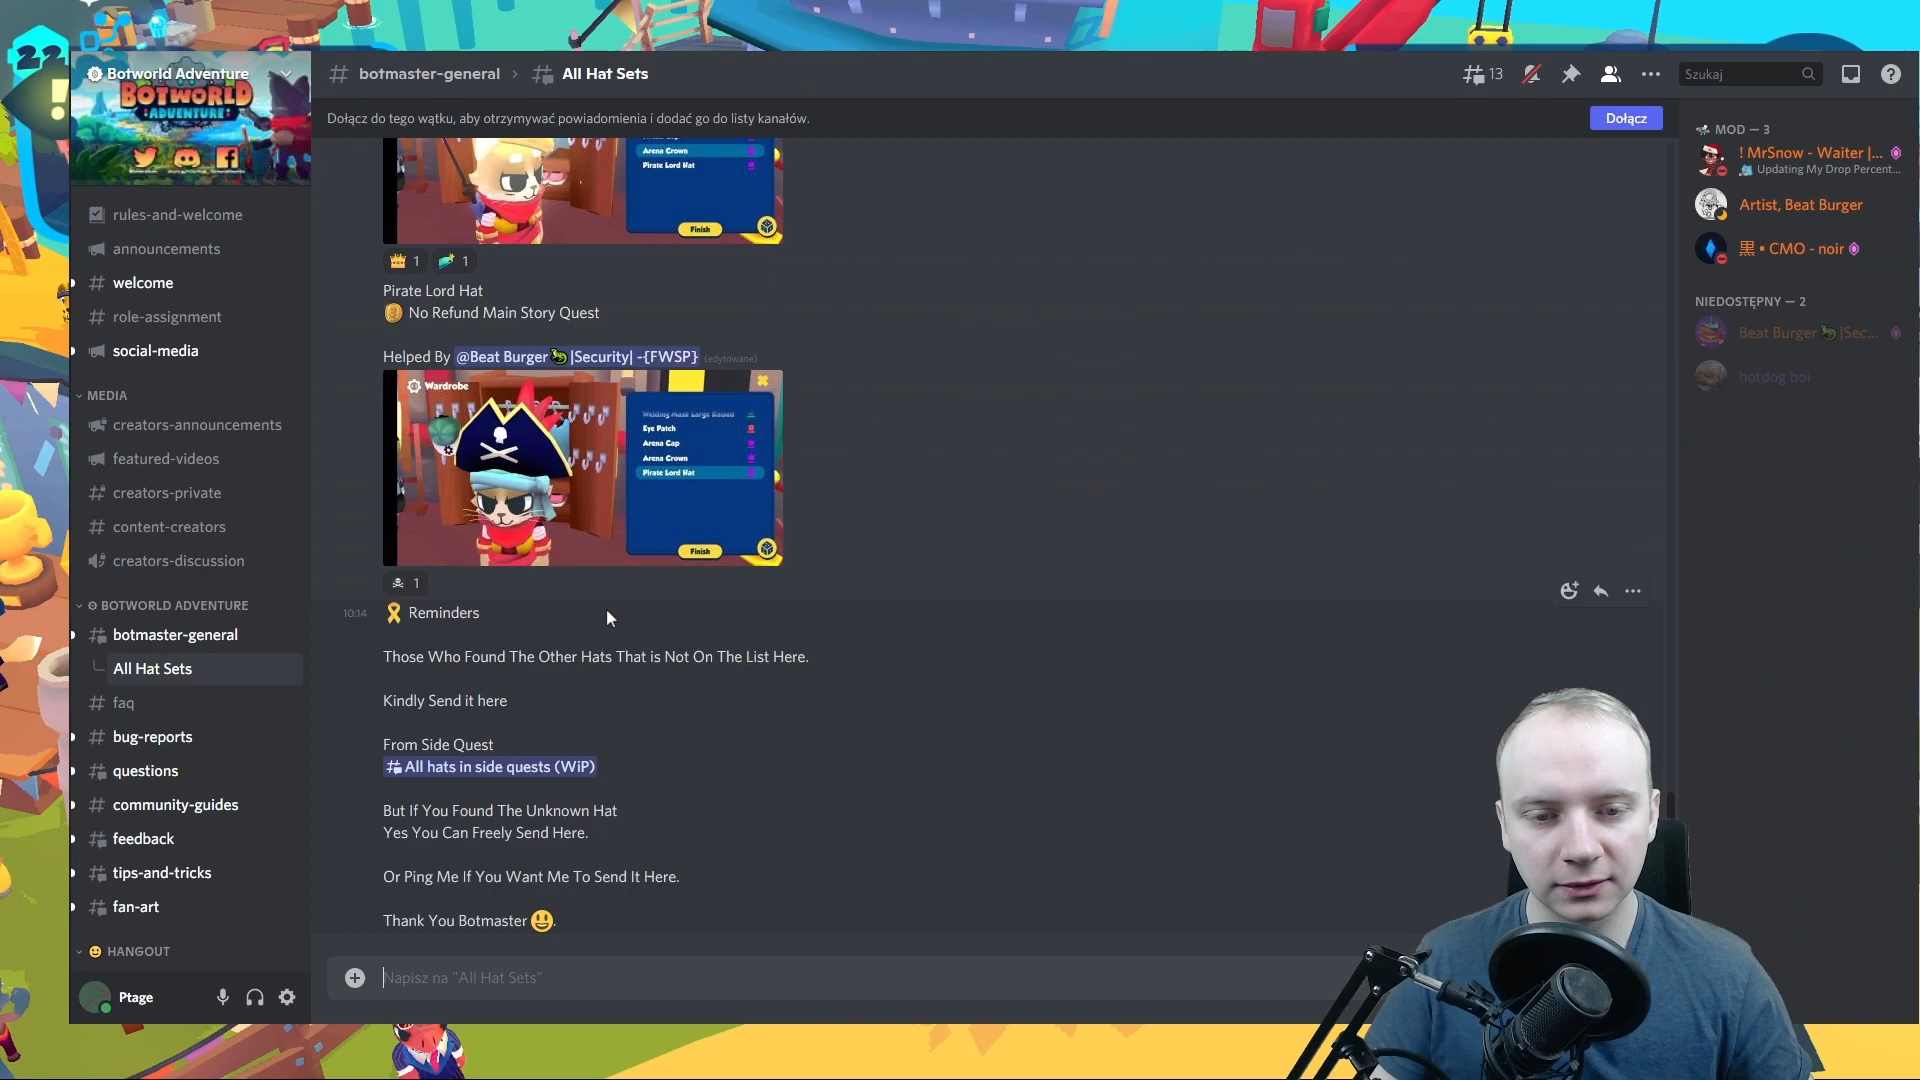 22
Botworld Adventure
BOTWORLD
ADVENTURE
botmaster-general
All Hat Sets
13
Szukaj
Dołącz do tego wątku, aby otrzymywać powiadomienia i dodać go do listy kanałów.
Dołącz
rules-and-welcome
announcements
welcome
role-assignment
social-media
MEDIA
creators-announcements
featured-videos
creators-private
content-creators
creators-discussion
BOTWORLD ADVENTURE
botmaster-general
All Hat Sets
faq
bug-reports
questions
community-guides
feedback
tips-and-tricks
fan-art
HANGOUT
Ptage
Arena Crown
Pirate Lord Hat
Finish
1
1
Pirate Lord Hat
No Refund Main Story Quest
Helped By @Beat Burger🐉|Security| -{FWSP} (edytowane)
Wardrobe
Welding Mask Large Raised
Eye Patch
Arena Cap
Arena Crown
Pirate Lord Hat
Finish
1
10:14
🎗 Reminders
Those Who Found The Other Hats That is Not On The List Here.
Kindly Send it here
From Side Quest
All hats in side quests (WiP)
But If You Found The Unknown Hat
Yes You Can Freely Send Here.
Or Ping Me If You Want Me To Send It Here.
Thank You Botmaster 😃.
Napisz na "All Hat Sets"
MOD — 3
! MrSnow - Waiter |...
Updating My Drop Percent...
Artist, Beat Burger
黒 • CMO - noir
NIEDOSTĘPNY — 2
Beat Burger🐉|Sec...
hotdog boi